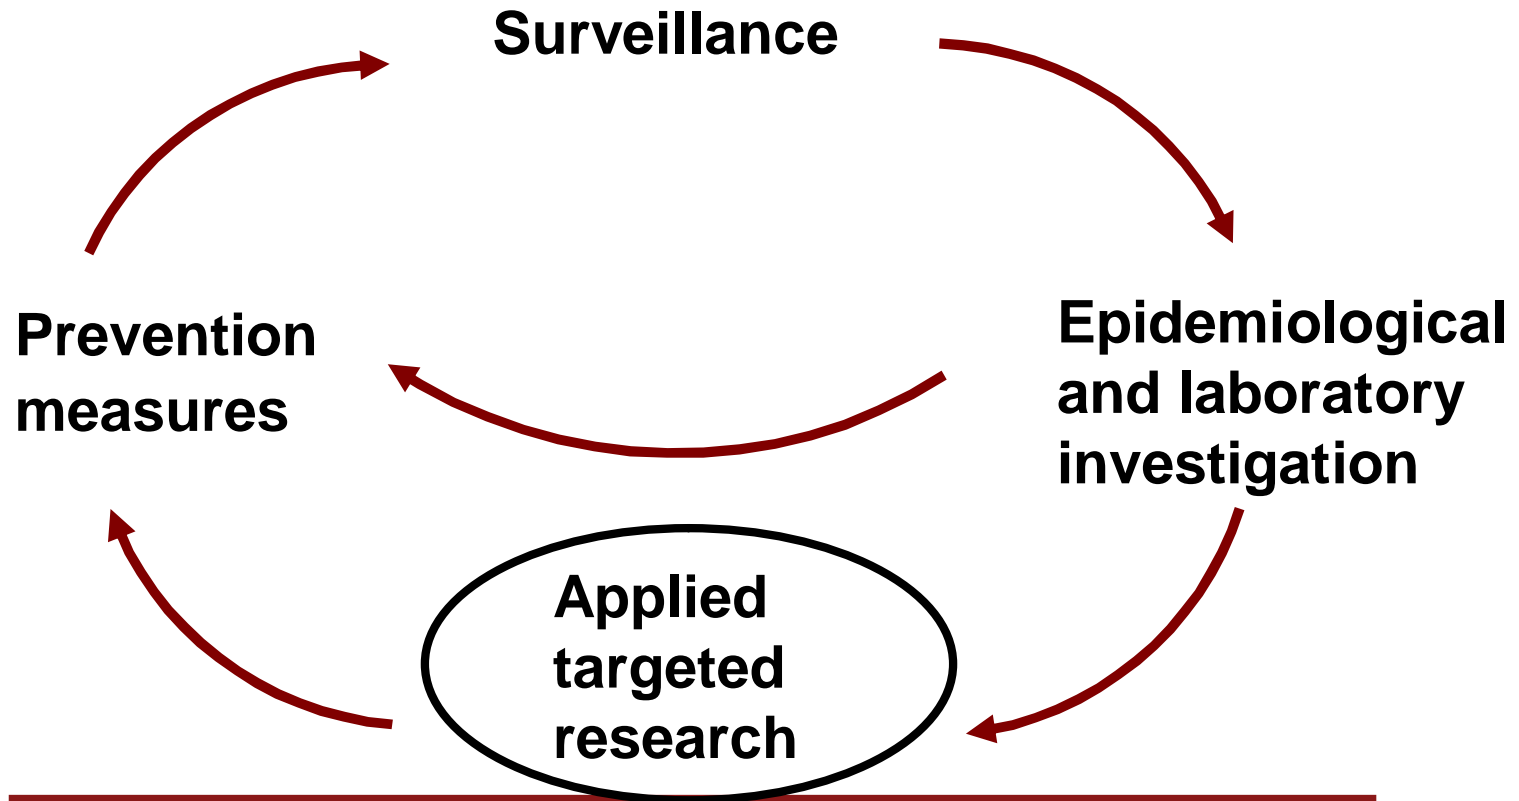 Surveillance
Prevention
measures
Epidemiological
and laboratory
investigation
Applied
targeted
research